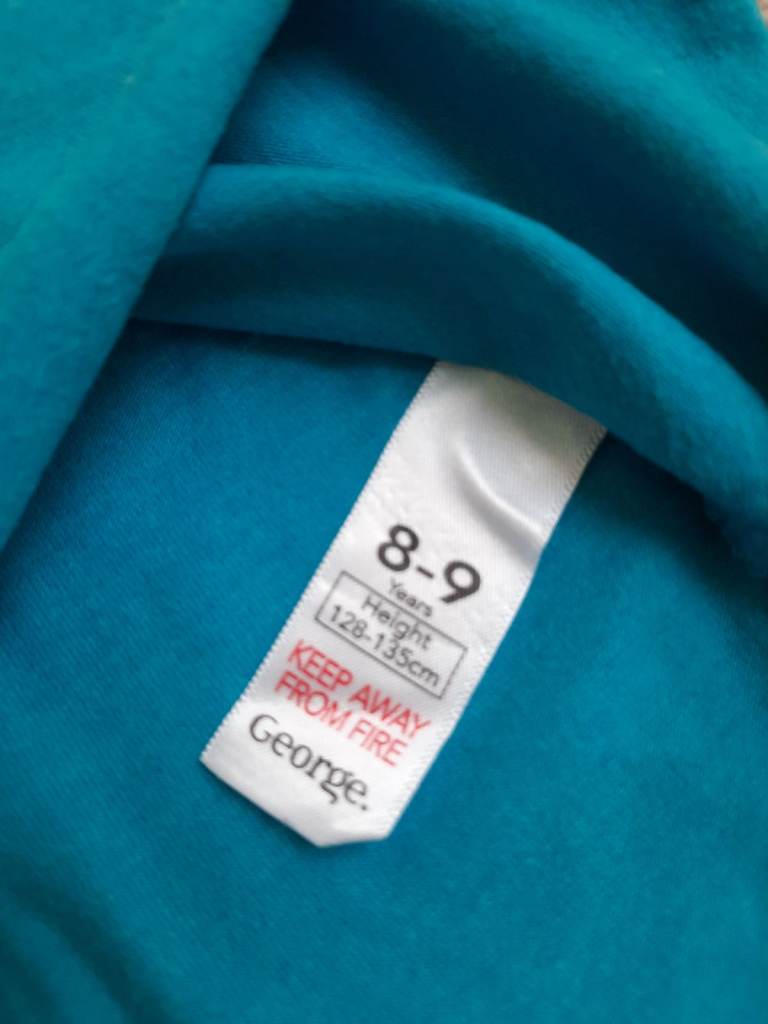 8-9
Years
Height
128-135cm
KEEP AWAY
FROM FIRE
George.